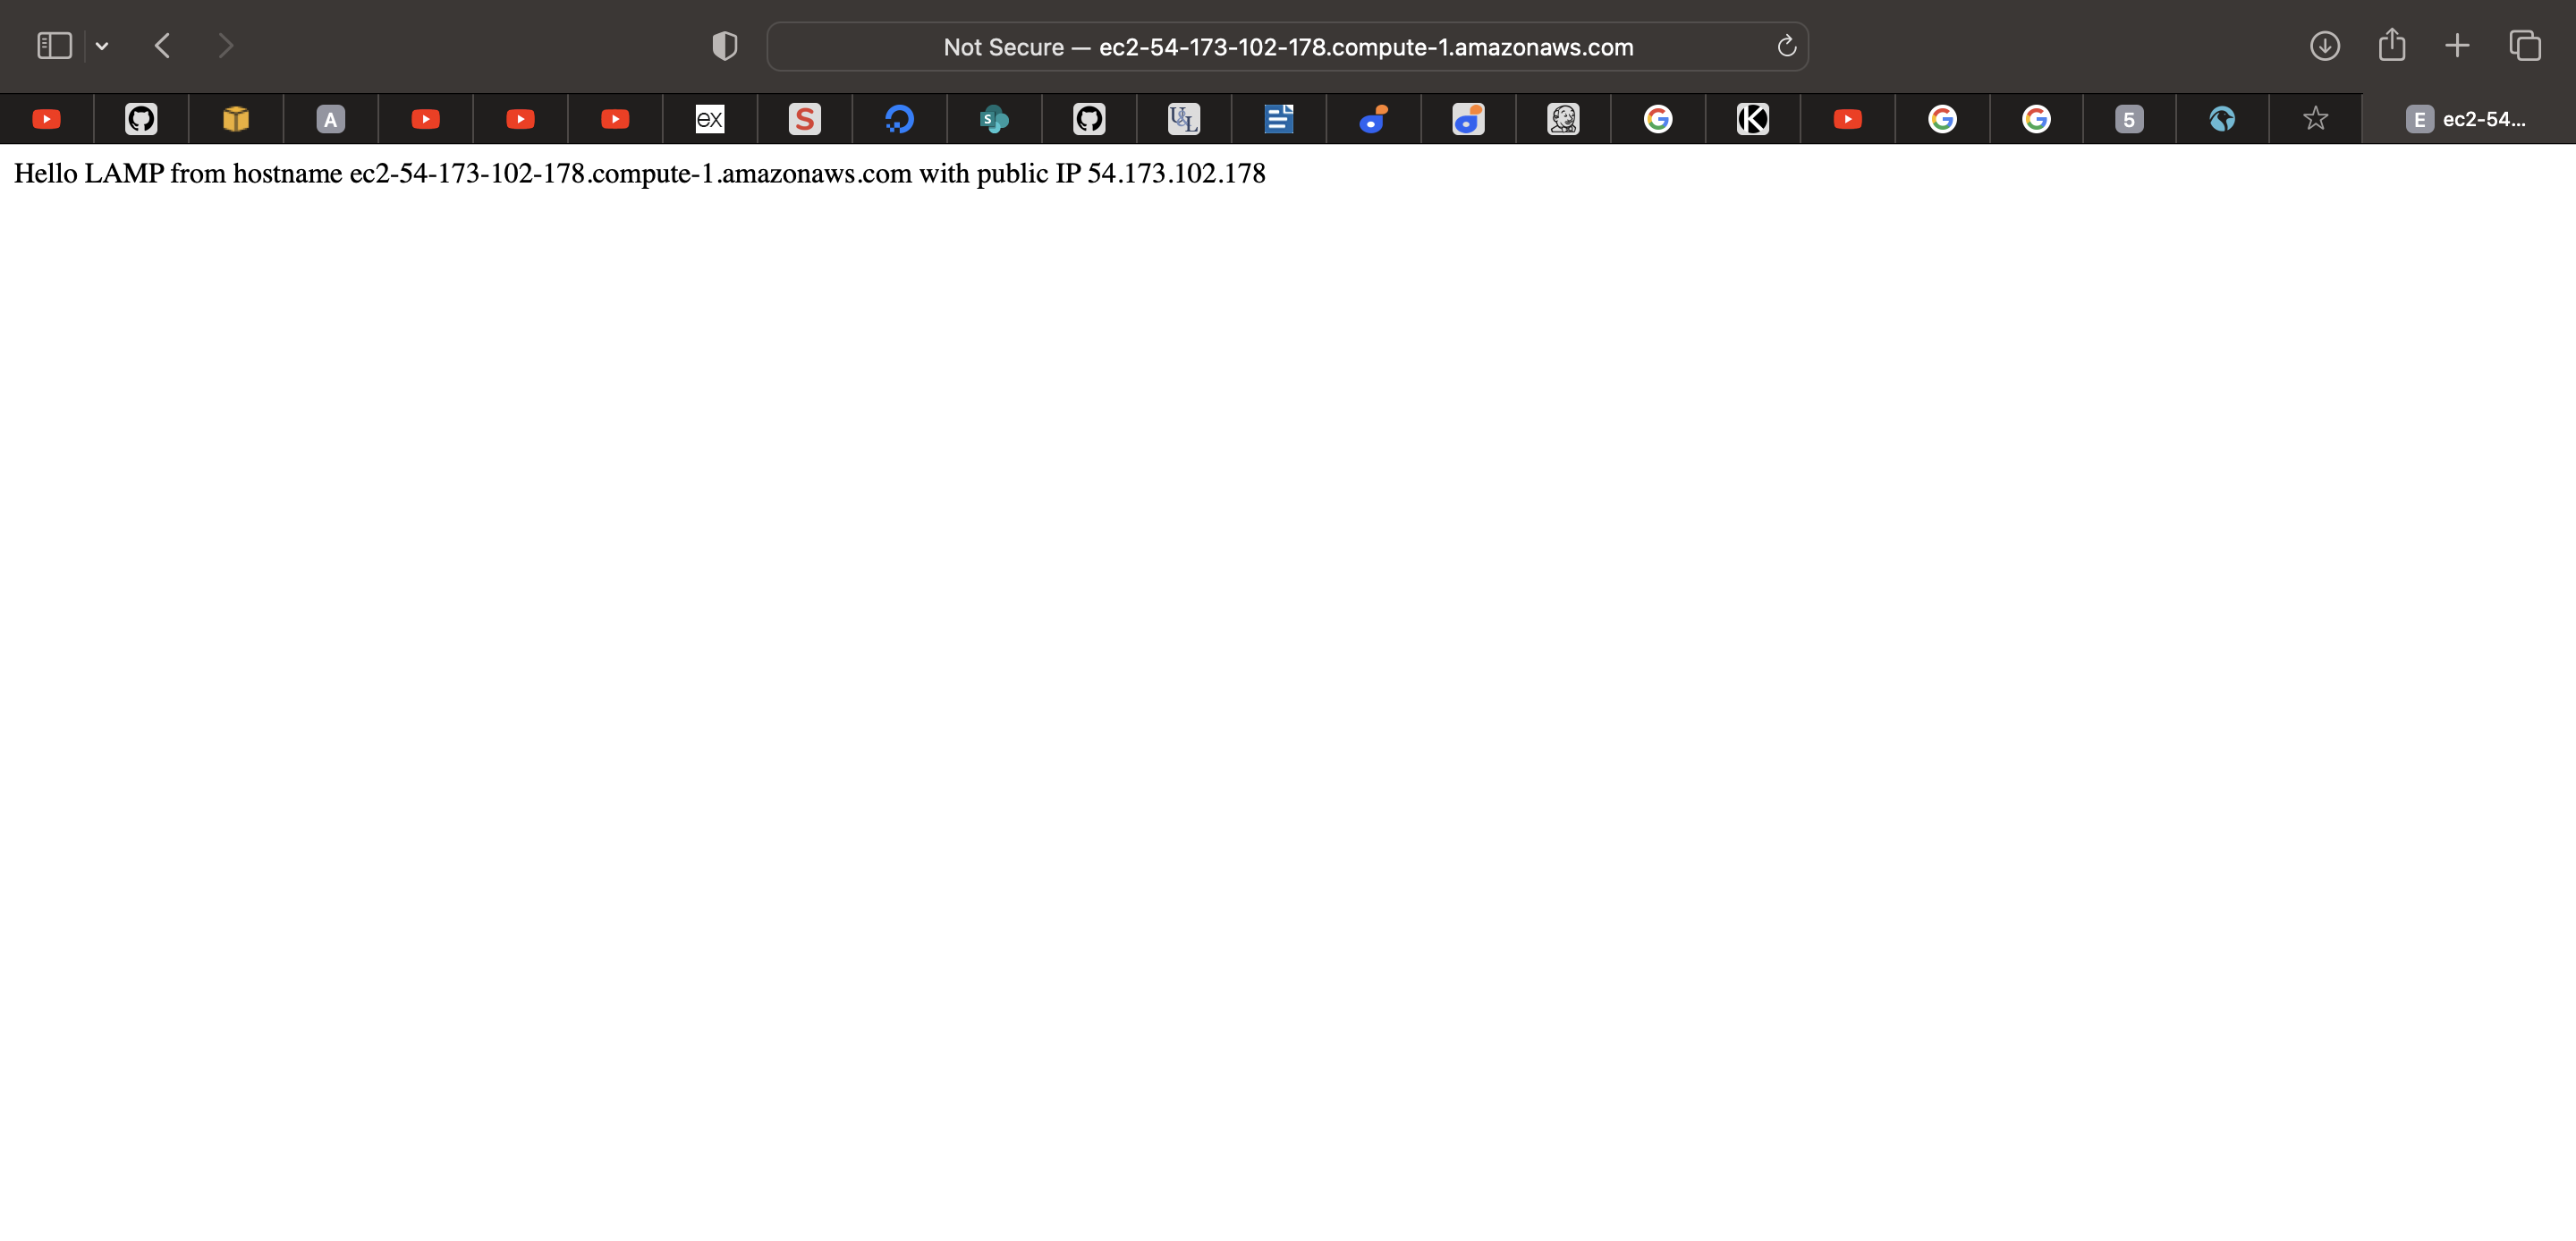 Not Secure — ec2-54-173-102-178.compute-1.amazonaws.com
A
ex
S
S
U&L
K
G
G
G
5
E ec2-54...
Hello LAMP from hostname ec2-54-173-102-178.compute-1.amazonaws.com with public IP 54.173.102.178